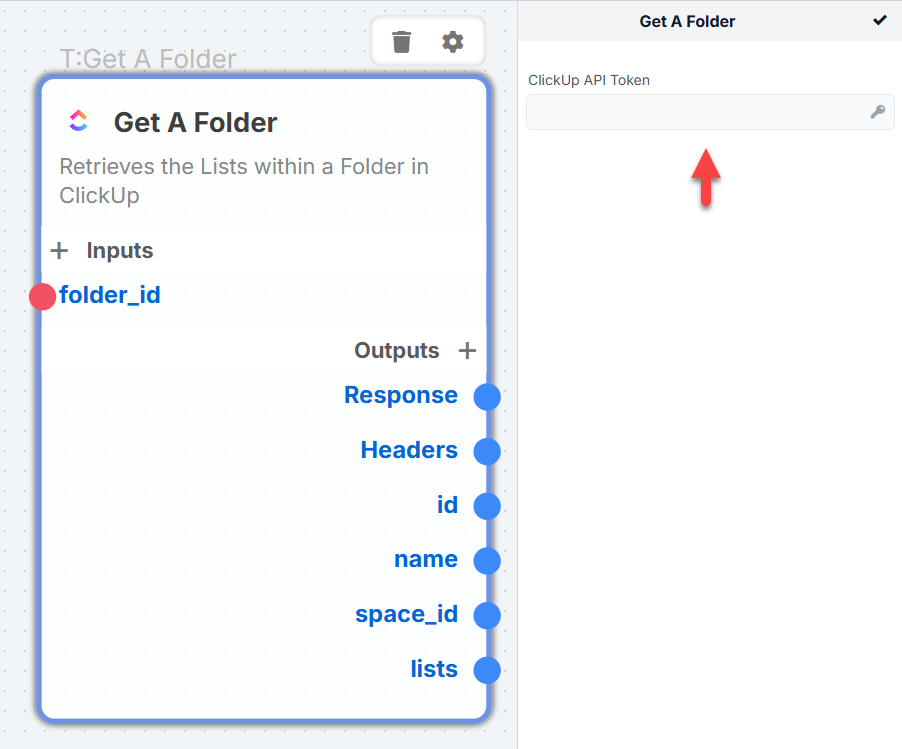 T:Get A Folder
Get A Folder
Retrieves the Lists within a Folder in
ClickUp
Inputs
folder_id
Outputs
Response
Headers
id
name
space_id
lists
Get A Folder
ClickUp API Token